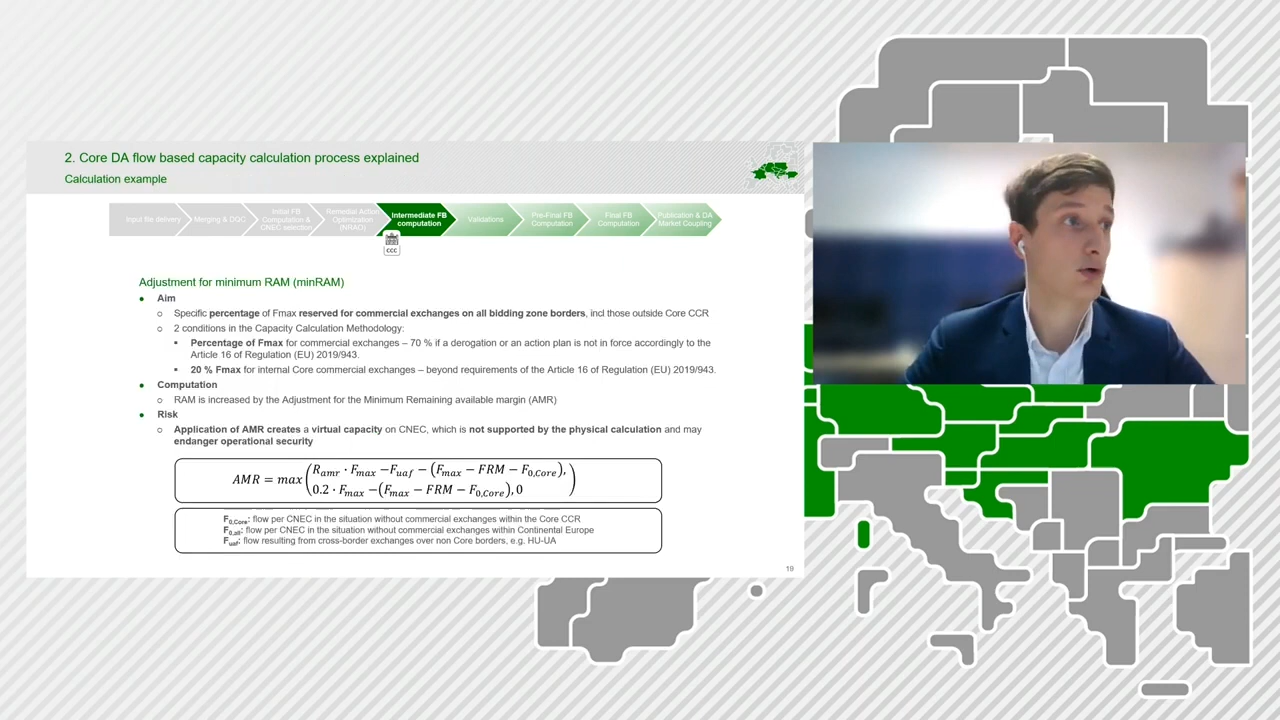 2. Core DA flow based capacity calculation process explained
Calculation example
Input file delivery
Merging & DQC
Initial FB
Computation &
CNEC selection
Remedial Action
Optimization
(NRAO)
Intermediate FB
computation
Validations
Pre-Final FB
Computation
Final FB
Computation
Publication & DA
Market Coupling
CCC
Adjustment for minimum RAM (minRAM)
Aim
Specific percentage of Fmax reserved for commercial exchanges on all bidding zone borders, incl those outside Core CCR
2 conditions in the Capacity Calculation Methodology:
Percentage of Fmax for commercial exchanges – 70 % if a derogation or an action plan is not in force accordingly to the
Article 16 of Regulation (EU) 2019/943.
20 % Fmax for internal Core commercial exchanges – beyond requirements of the Article 16 of Regulation (EU) 2019/943.
Computation
RAM is increased by the Adjustment for the Minimum Remaining available margin (AMR)
Risk
Application of AMR creates a virtual capacity on CNEC, which is not supported by the physical calculation and may
endanger operational security
AMR = max(R_amr · F_max − F_uaf − (F_max − FRM − F_0,Core),
0.2 · F_max − (F_max − FRM − F_0,Core), 0)
F0,Core: flow per CNEC in the situation without commercial exchanges within the Core CCR
F0,all: flow per CNEC in the situation without commercial exchanges within Continental Europe
Fuaf: flow resulting from cross-border exchanges over non Core borders, e.g. HU-UA
19